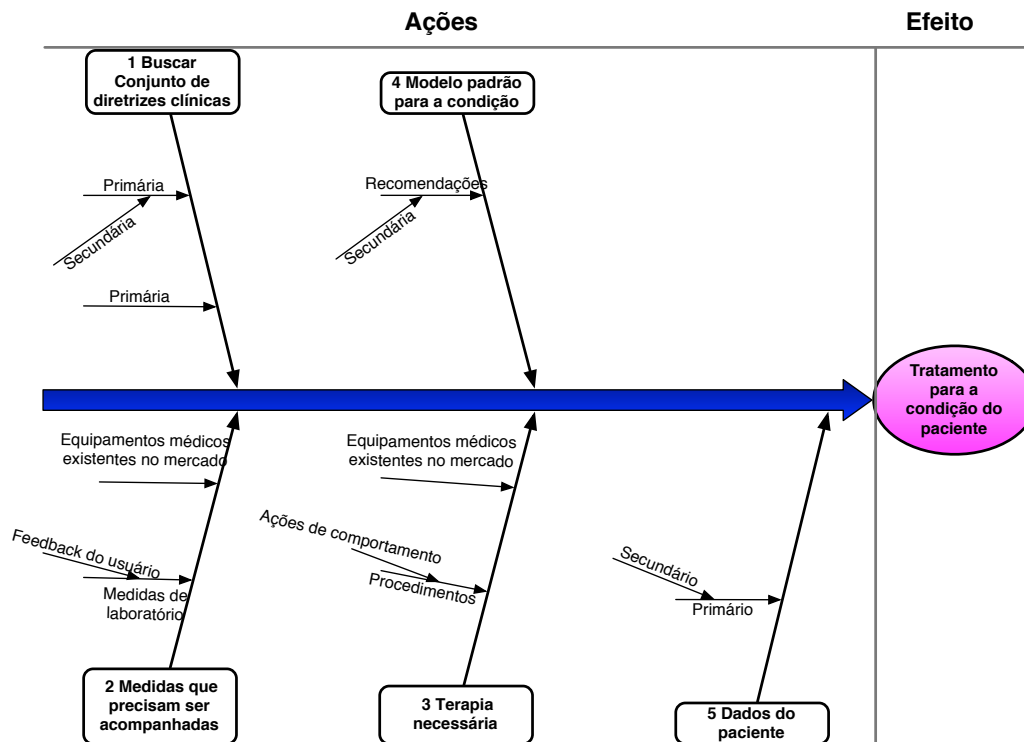 Ações
Efeito
1 Buscar
Conjunto de
diretrizes clínicas
4 Modelo padrão
para a condição
Primária
Secundária
Primária
Recomendações
Secundária
Tratamento
para a
condição do
paciente
Equipamentos médicos
existentes no mercado
Feedback do usuário
Medidas de
laboratório
Equipamentos médicos
existentes no mercado
Ações de comportamento
Procedimentos
Secundário
Primário
2 Medidas que
precisam ser
acompanhadas
3 Terapia
necessária
5 Dados do
paciente